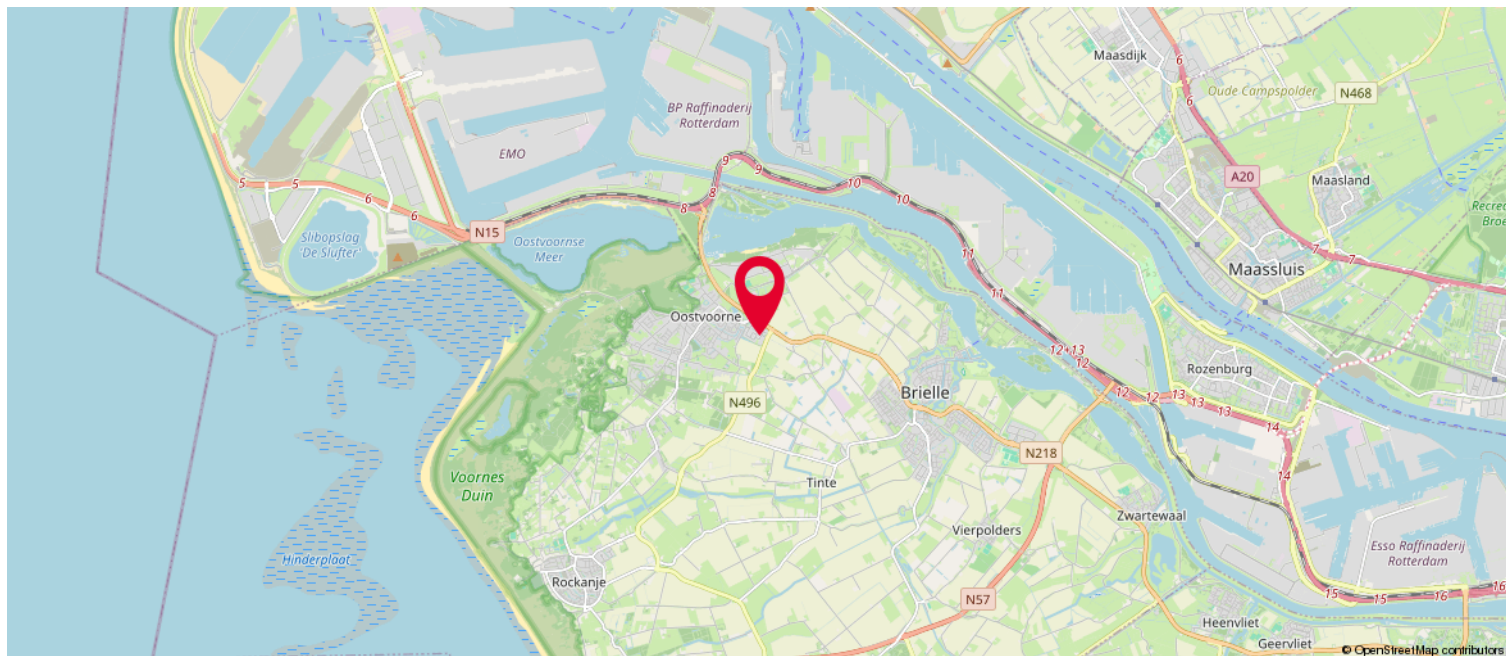 Maasdijk
6
6
Oude Campspolder
N468
BP Raffinaderij
Rotterdam
EMO
9
9
10
10
A20
Maasland
5
5
6
6
8
8
N15
Slibopslag
'De Slufter'
Oostvoornse
Meer
Recre
Broe
7
7
Maassluis
11
11
Oostvoorne
12
13
12
12
12
13
13
13
14
14
Rozenburg
Brielle
N496
N218
Voornes
Duin
Tinte
Zwartewaal
Vierpolders
Hinderplaat
Rockanje
Esso Raffinaderij
Rotterdam
N57
15
15
16
16
Heenvliet
Geervliet
© OpenStreetMap contributors